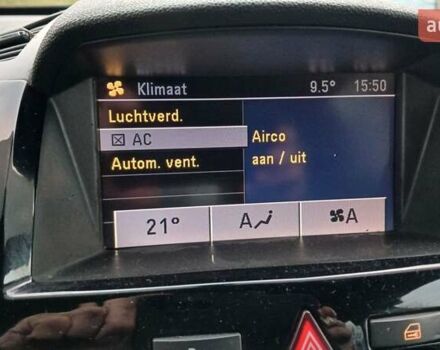 Klimaat 9.5° 15:50
Luchtverd.
AC
Airco
Autom. vent. aan / uit
21° A A